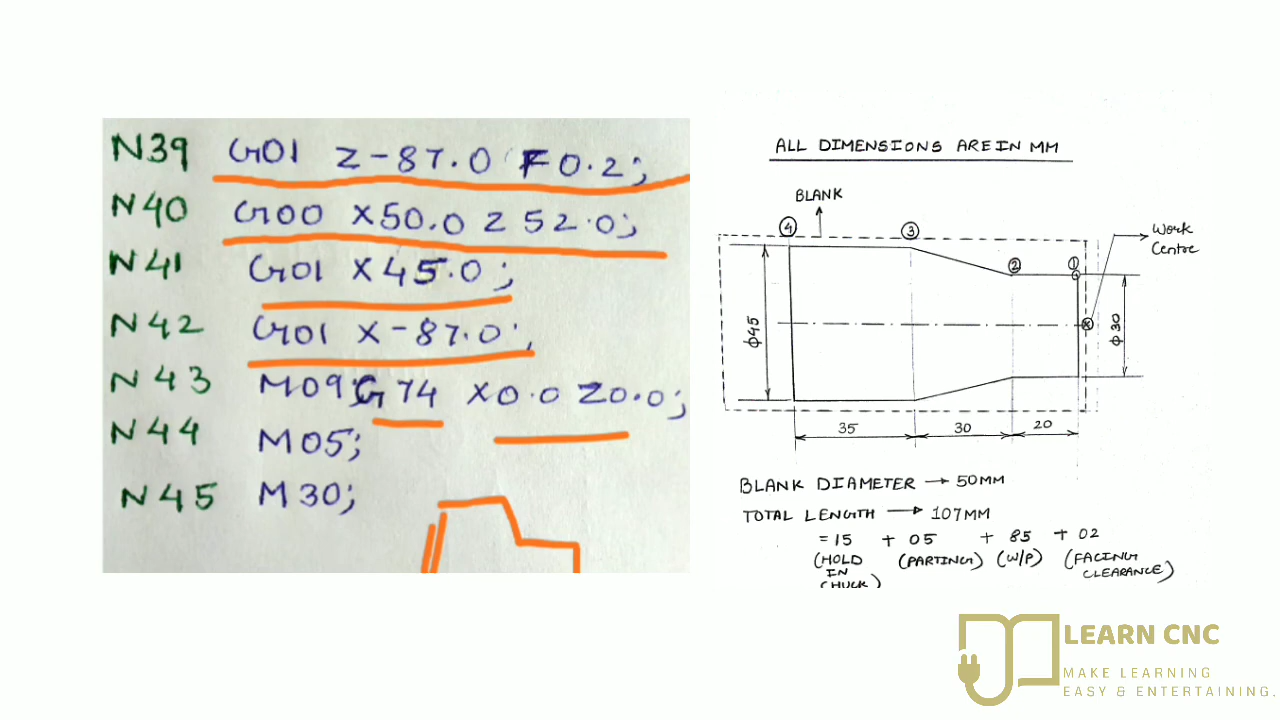 N39 G01 Z-87.0 F0.2;
N40 G00 X50.0 Z 52.0;
N41 G01 X45.0;
N42 G01 X-87.0;
N43 M09; G74 X0.0 Z0.0;
N44 M05;
N45 M30;
ALL DIMENSIONS ARE IN MM
BLANK
4
3
2
1
Work
Centre
φ45
φ30
35
30
20
BLANK DIAMETER → 50MM
TOTAL LENGTH → 107MM
= 15 + 05 + 85 + 02
(HOLD IN CHUCK) (PARTING) (W/P) (FACING CLEARANCE)
LEARN CNC
MAKE LEARNING
EASY & ENTERTAINING.